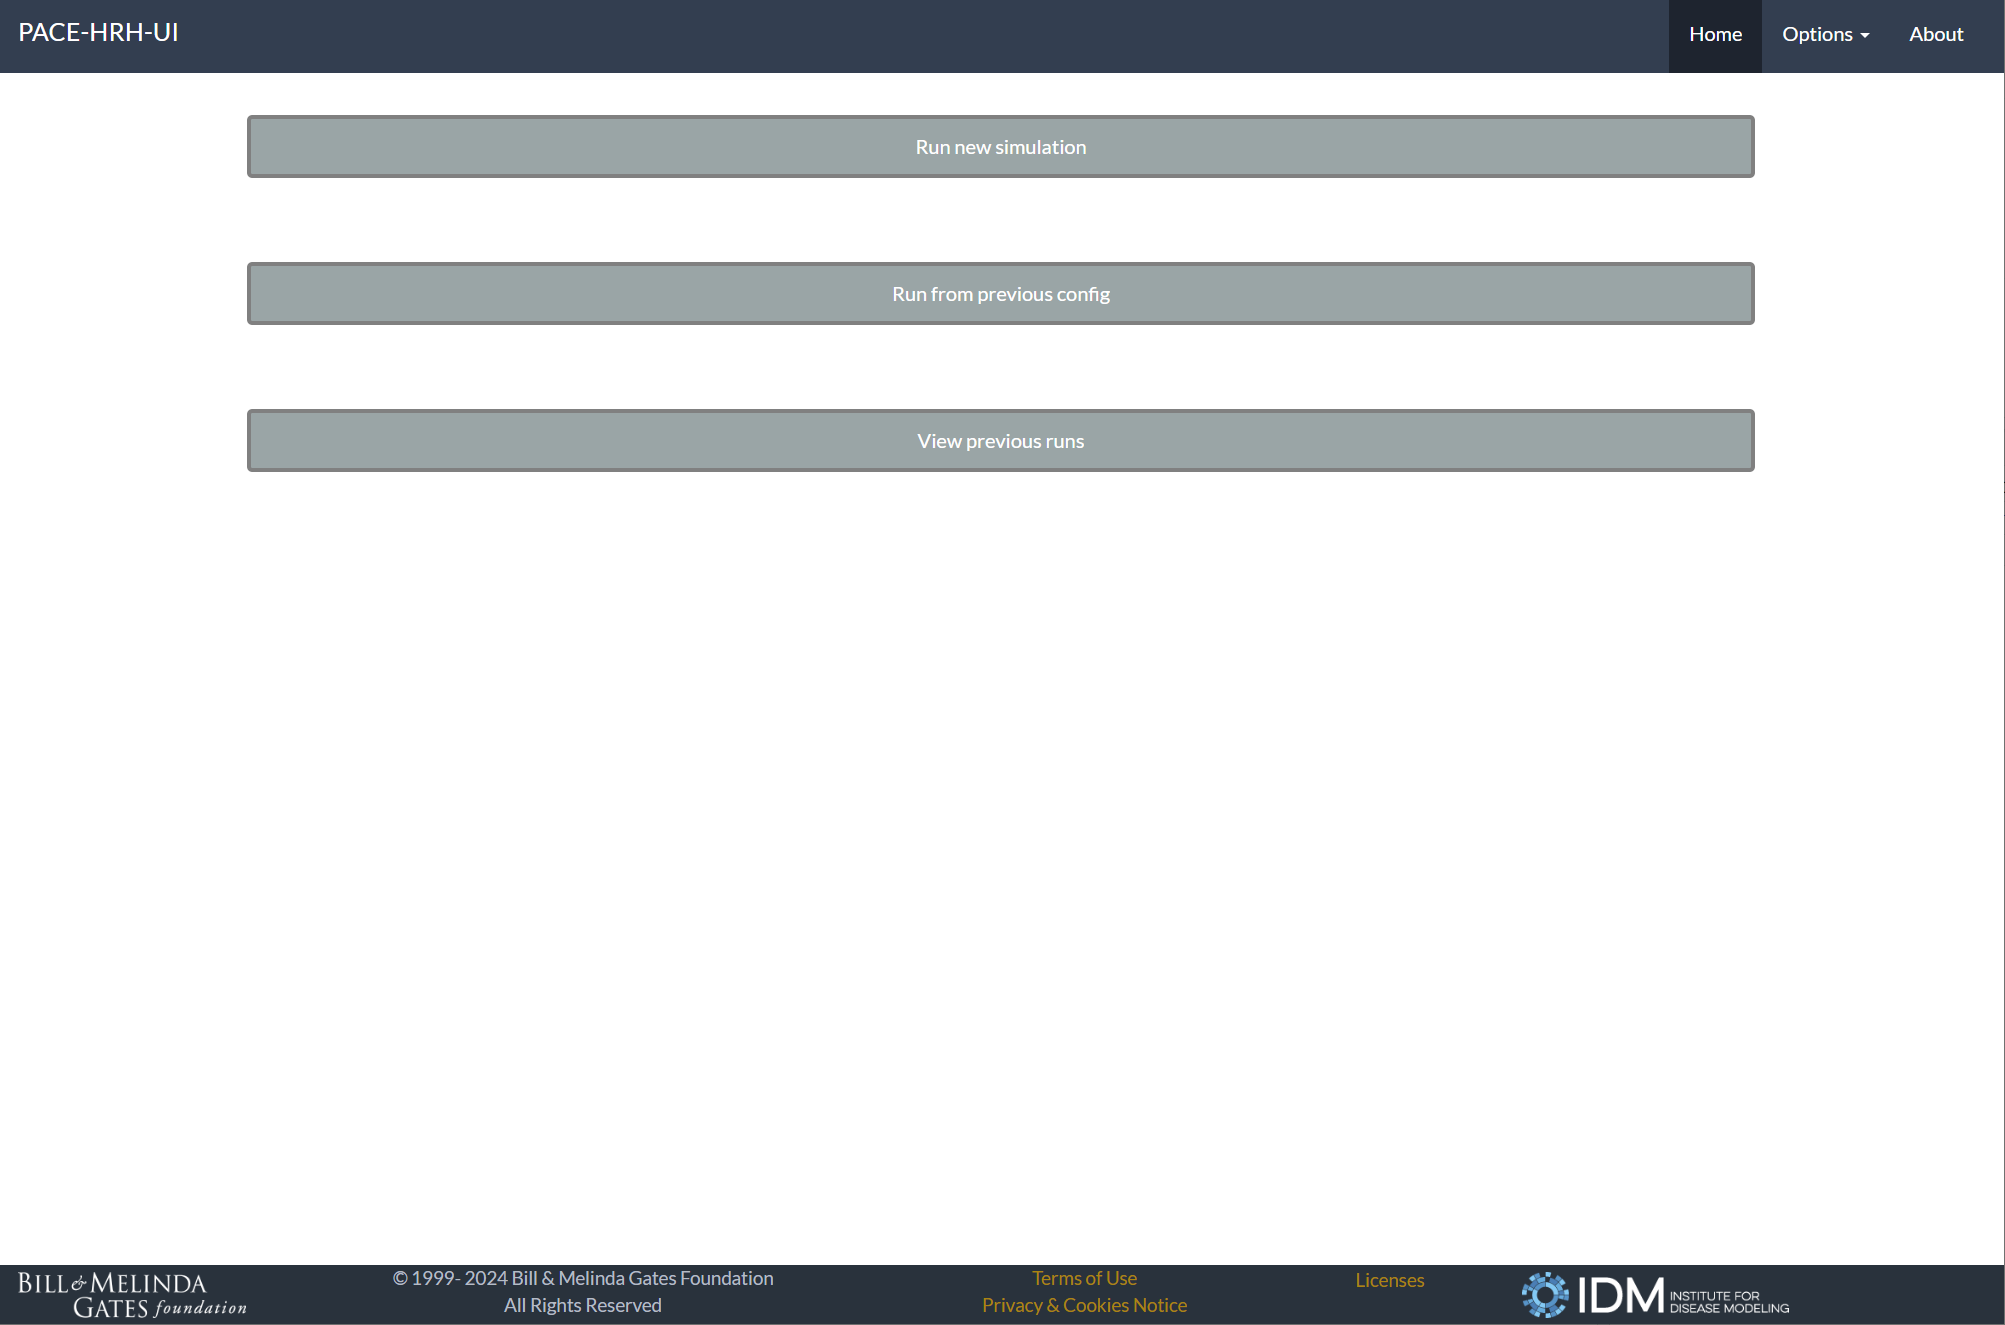 PACE-HRH-UI
Home
Options
About
Run new simulation
Run from previous config
View previous runs
BILL & MELINDA
GATES foundation
© 1999- 2024 Bill & Melinda Gates Foundation
All Rights Reserved
Terms of Use
Privacy & Cookies Notice
Licenses
IDM
INSTITUTE FOR
DISEASE MODELING